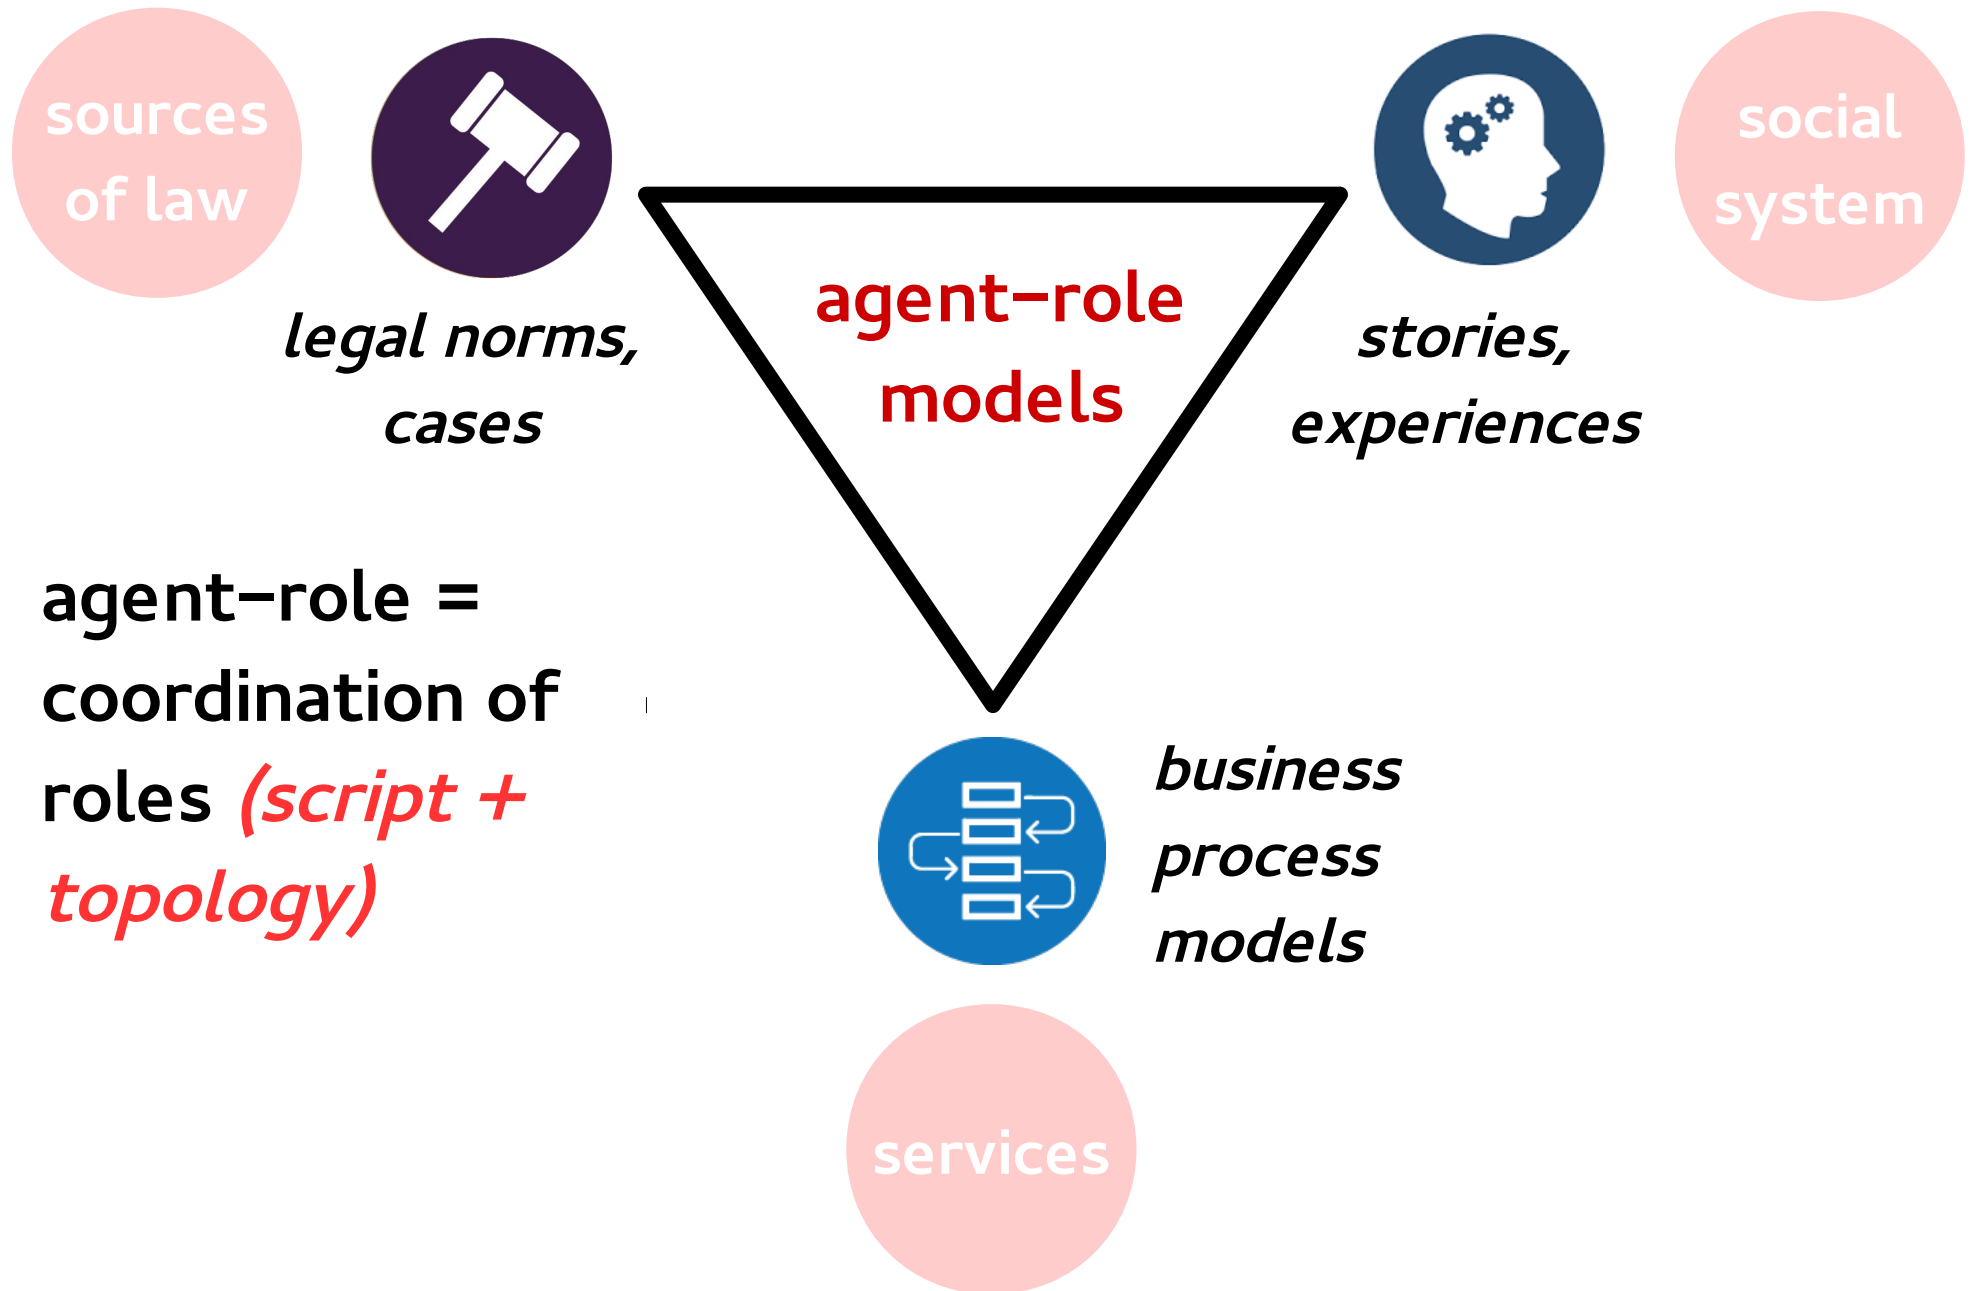 sources
of law
social
system
agent-role
models
legal norms,
cases
stories,
experiences
agent-role =
coordination of
roles (script +
topology)
business
process
models
services